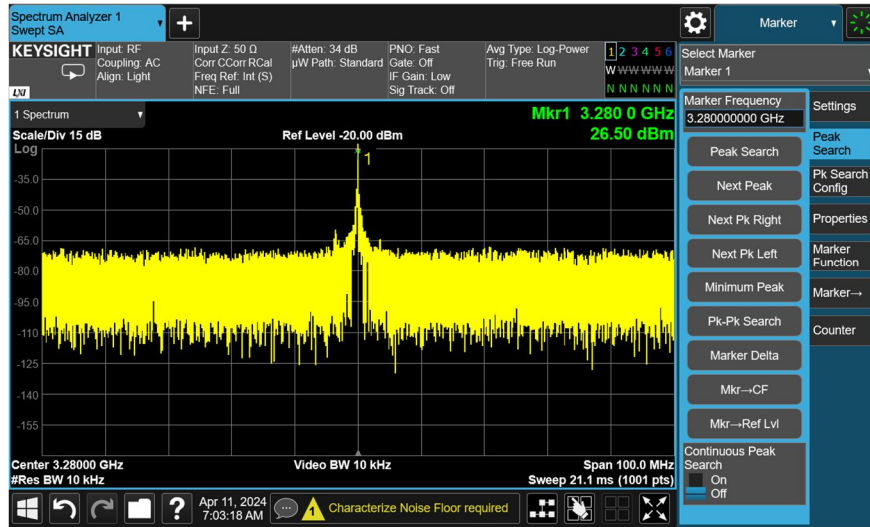 Spectrum Analyzer 1
Swept SA
+
Marker
KEYSIGHT
LXI
Input: RF
Coupling: AC
Align: Light
Input Z: 50 Ω
Corr CCorr RCal
Freq Ref: Int (S)
NFE: Full
#Atten: 34 dB
µW Path: Standard
PNO: Fast
Gate: Off
IF Gain: Low
Sig Track: Off
Avg Type: Log-Power
Trig: Free Run
1 2 3 4 5 6
W W W W W W
N N N N N N
Select Marker
Marker 1
1 Spectrum
Mkr1 3.280 0 GHz
Scale/Div 15 dB
Ref Level -20.00 dBm
26.50 dBm
Log
1
-35.0
-50.0
-65.0
-80.0
-95.0
-110
-125
-140
-155
Center 3.28000 GHz
Video BW 10 kHz
Span 100.0 MHz
#Res BW 10 kHz
Sweep 21.1 ms (1001 pts)
Marker Frequency
3.280000000 GHz
Peak Search
Next Peak
Next Pk Right
Next Pk Left
Minimum Peak
Pk-Pk Search
Marker Delta
Mkr→CF
Mkr→Ref Lvl
Continuous Peak
Search
On
Off
Settings
Peak
Search
Pk Search
Config
Properties
Marker
Function
Marker→
Counter
?
Apr 11, 2024
7:03:18 AM
1
Characterize Noise Floor required